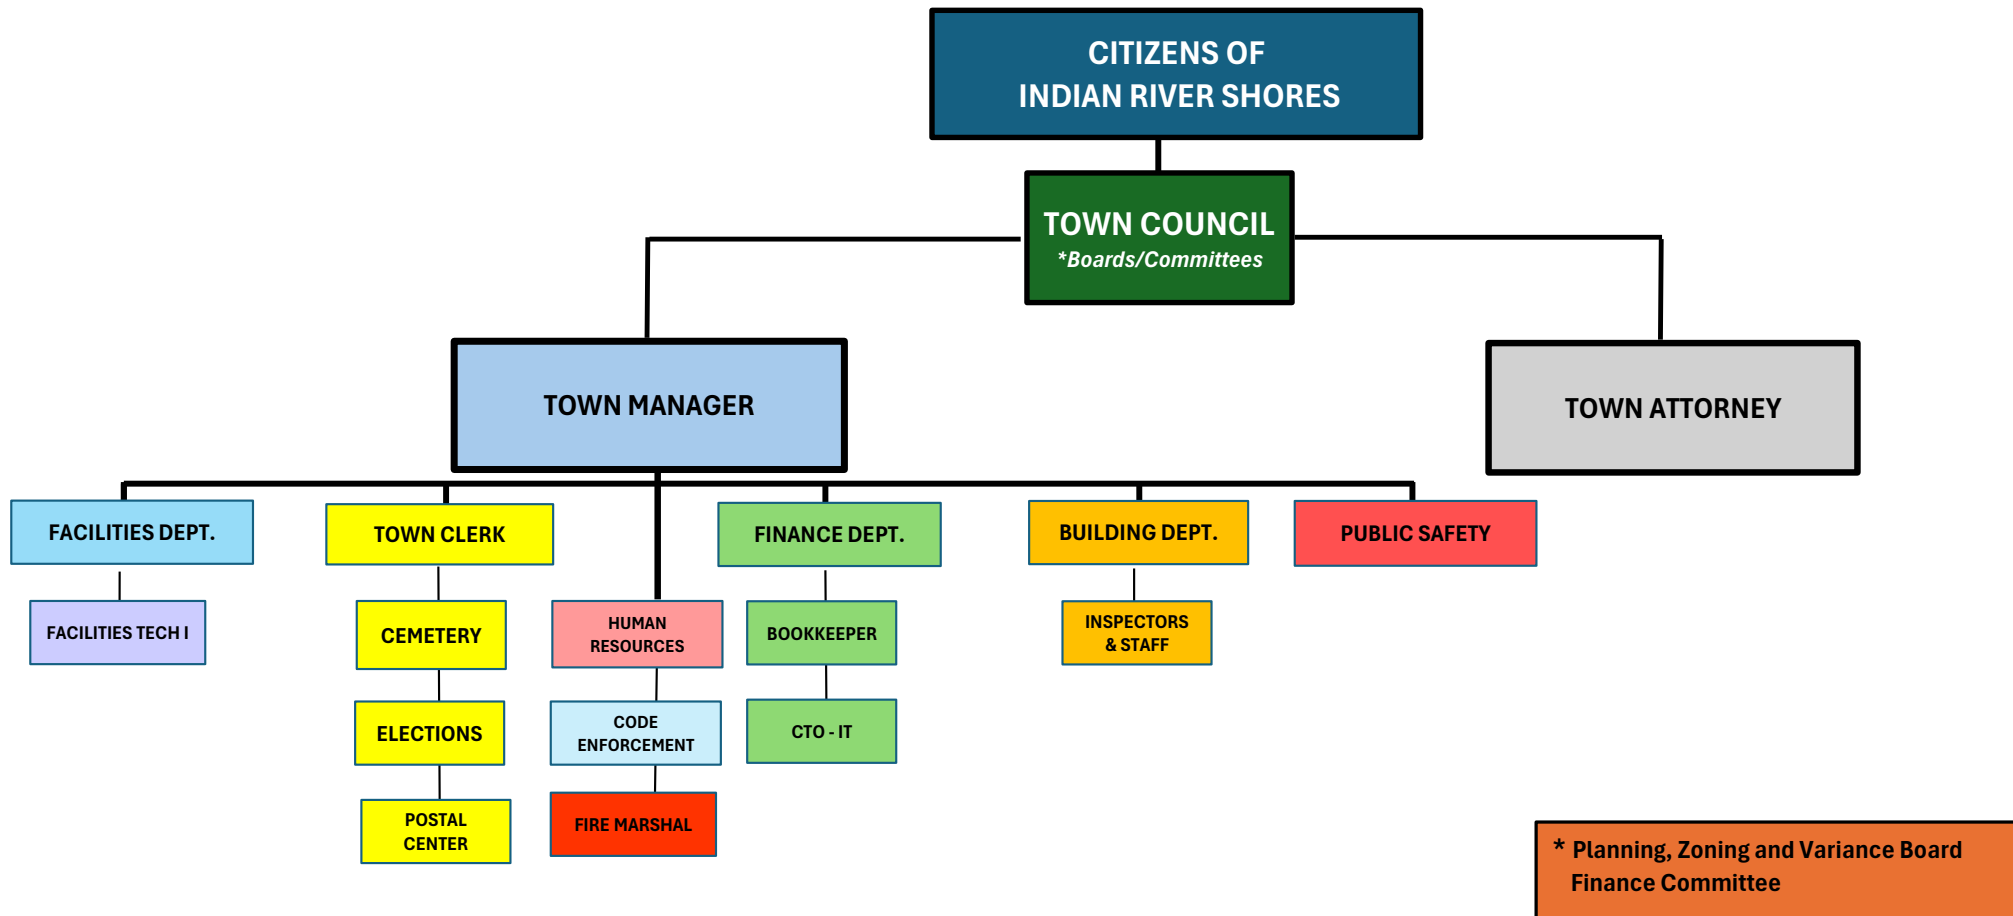 CITIZENS OF
INDIAN RIVER SHORES
TOWN COUNCIL
*Boards/Committees
TOWN MANAGER
TOWN ATTORNEY
FACILITIES DEPT.
TOWN CLERK
FINANCE DEPT.
BUILDING DEPT.
PUBLIC SAFETY
FACILITIES TECH I
CEMETERY
HUMAN
RESOURCES
BOOKKEEPER
INSPECTORS
& STAFF
ELECTIONS
CODE
ENFORCEMENT
CTO - IT
POSTAL
CENTER
FIRE MARSHAL
* Planning, Zoning and Variance Board
Finance Committee